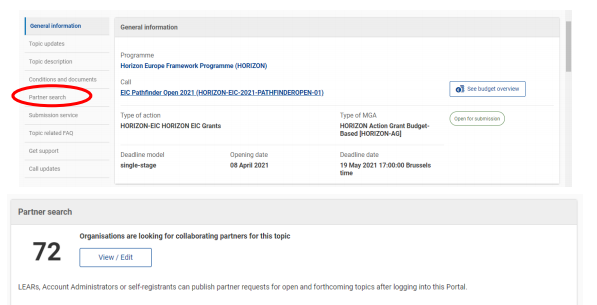 General information
Topic updates
Topic description
Conditions and documents
Partner search
Submission service
Topic related FAQ
Get support
Call updates
General information
Programme
Horizon Europe Framework Programme (HORIZON)
Call
EIC Pathfinder Open 2021 (HORIZON-EIC-2021-PATHFINDEROPEN-01)
See budget overview
Type of action
HORIZON-EIC HORIZON EIC Grants
Type of MGA
HORIZON Action Grant Budget-
Based [HORIZON-AG]
Open for submission
Deadline model
single-stage
Opening date
08 April 2021
Deadline date
19 May 2021 17:00:00 Brussels
time
Partner search
72
Organisations are looking for collaborating partners for this topic
View / Edit
LEARs, Account Administrators or self-registrants can publish partner requests for open and forthcoming topics after logging into this Portal.